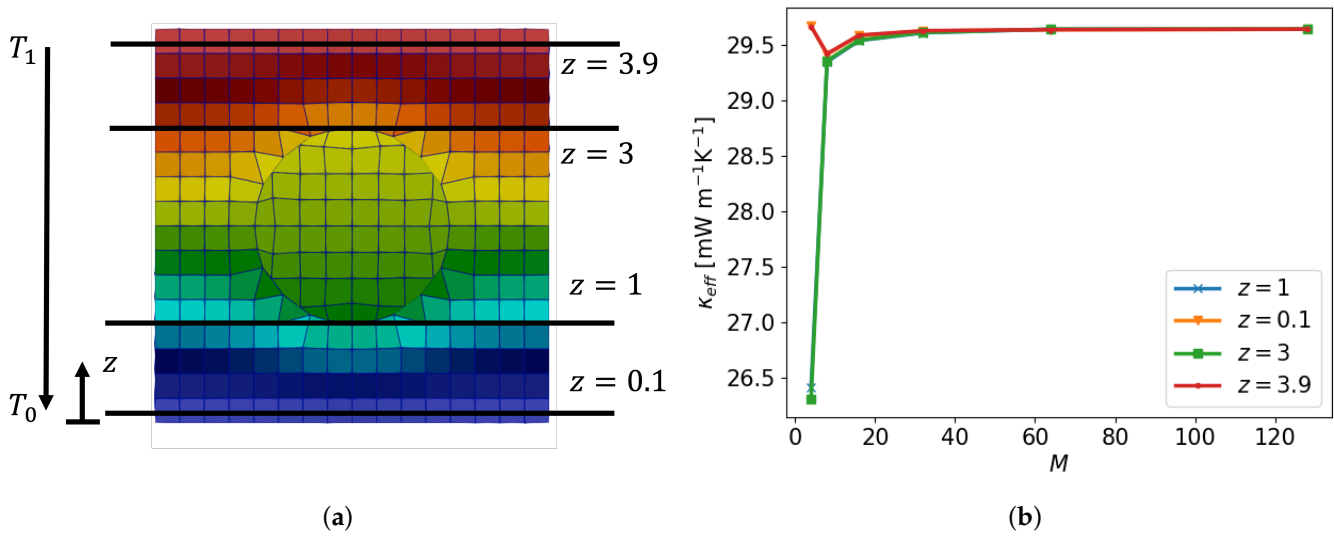 T₁
z = 3.9
z = 3
z = 1
z
z = 0.1
T₀
(a)
κ_eff [mW m⁻¹K⁻¹]
29.5
29.0
28.5
28.0
27.5
27.0
26.5
0 20 40 60 80 100 120
M
z = 1
z = 0.1
z = 3
z = 3.9
(b)